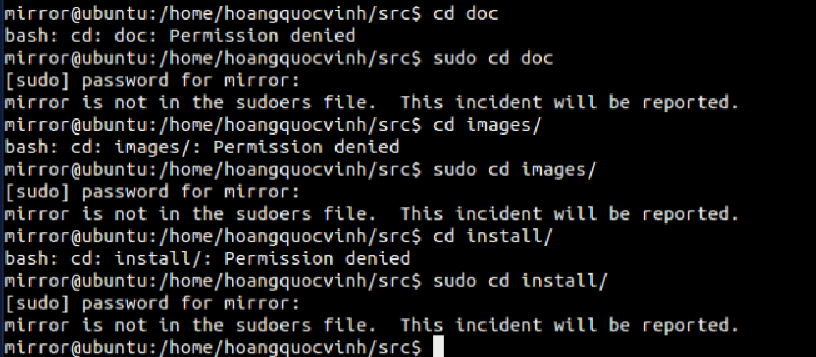 mirror@ubuntu:/home/hoangquocvinh/src$ cd doc
bash: cd: doc: Permission denied
mirror@ubuntu:/home/hoangquocvinh/src$ sudo cd doc
[sudo] password for mirror:
mirror is not in the sudoers file.  This incident will be reported.
mirror@ubuntu:/home/hoangquocvinh/src$ cd images/
bash: cd: images/: Permission denied
mirror@ubuntu:/home/hoangquocvinh/src$ sudo cd images/
[sudo] password for mirror:
mirror is not in the sudoers file.  This incident will be reported.
mirror@ubuntu:/home/hoangquocvinh/src$ cd install/
bash: cd: install/: Permission denied
mirror@ubuntu:/home/hoangquocvinh/src$ sudo cd install/
[sudo] password for mirror:
mirror is not in the sudoers file.  This incident will be reported.
mirror@ubuntu:/home/hoangquocvinh/src$